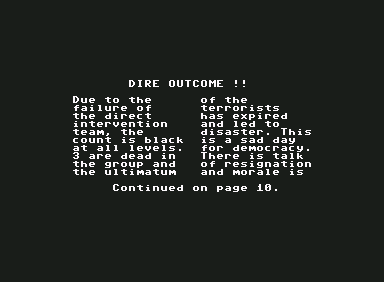 DIRE OUTCOME !!
Due to the
failure of
the direct
intervention
team, the
count is black
at all levels.
3 are dead in
the group and
the ultimatum
of the
terrorists
has expired
and led to
disaster. This
is a sad day
for democracy.
There is talk
of resignation
and morale is
Continued on page 10.